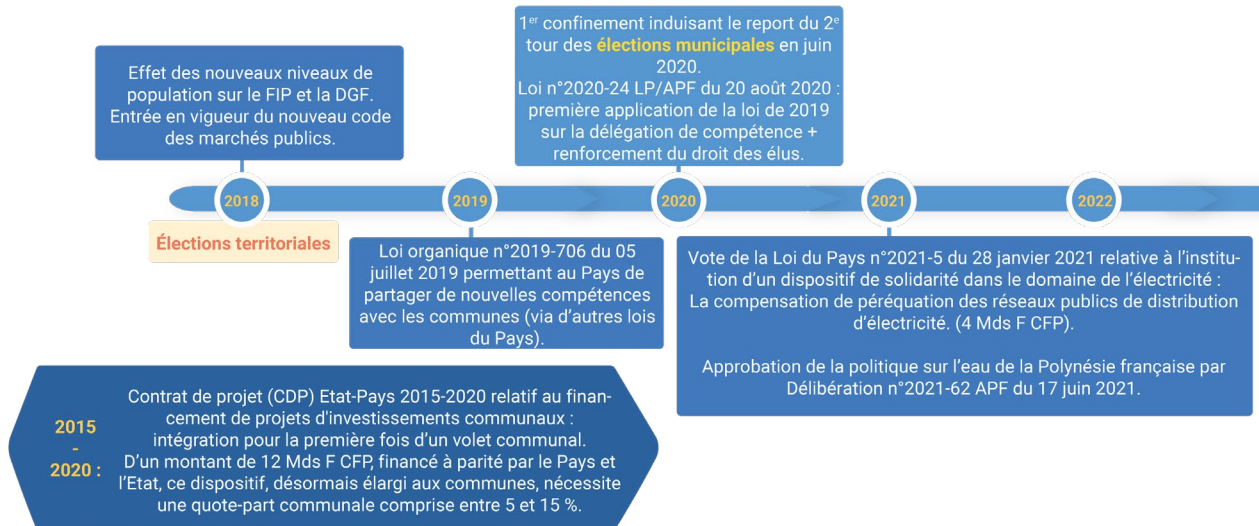 Effet des nouveaux niveaux de
population sur le FIP et la DGF.
Entrée en vigueur du nouveau code
des marchés publics.
1er confinement induisant le report du 2e
tour des élections municipales en juin
2020.
Loi n°2020-24 LP/APF du 20 août 2020 :
première application de la loi de 2019
sur la délégation de compétence +
renforcement du droit des élus.
2018
2019
2020
2021
2022
Élections territoriales
Loi organique n°2019-706 du 05
juillet 2019 permettant au Pays de
partager de nouvelles compétences
avec les communes (via d’autres lois
du Pays).
Vote de la Loi du Pays n°2021-5 du 28 janvier 2021 relative à l’institu-
tion d’un dispositif de solidarité dans le domaine de l’électricité :
La compensation de péréquation des réseaux publics de distribution
d’électricité. (4 Mds F CFP).
Approbation de la politique sur l’eau de la Polynésie française par
Délibération n°2021-62 APF du 17 juin 2021.
2015
-
2020 :
Contrat de projet (CDP) Etat-Pays 2015-2020 relatif au finan-
cement de projets d'investissements communaux :
intégration pour la première fois d’un volet communal.
D’un montant de 12 Mds F CFP, financé à parité par le Pays et
l’Etat, ce dispositif, désormais élargi aux communes, nécessite
une quote-part communale comprise entre 5 et 15 %.